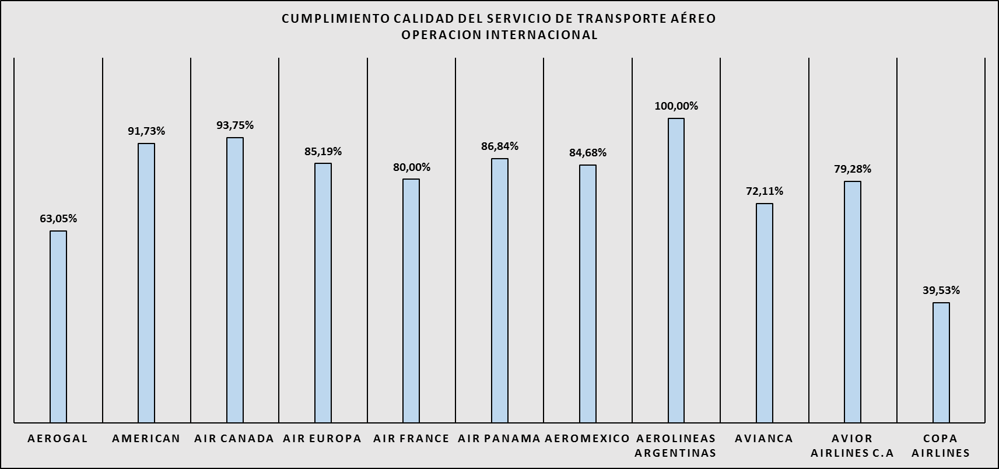 CUMPLIMIENTO CALIDAD DEL SERVICIO DE TRANSPORTE AÉREO
OPERACION INTERNACIONAL
63,05%
91,73%
93,75%
85,19%
80,00%
86,84%
84,68%
100,00%
72,11%
79,28%
39,53%
AEROGAL
AMERICAN
AIR CANADA
AIR EUROPA
AIR FRANCE
AIR PANAMA
AEROMEXICO
AEROLINEAS
ARGENTINAS
AVIANCA
AVIOR
AIRLINES C.A
COPA
AIRLINES